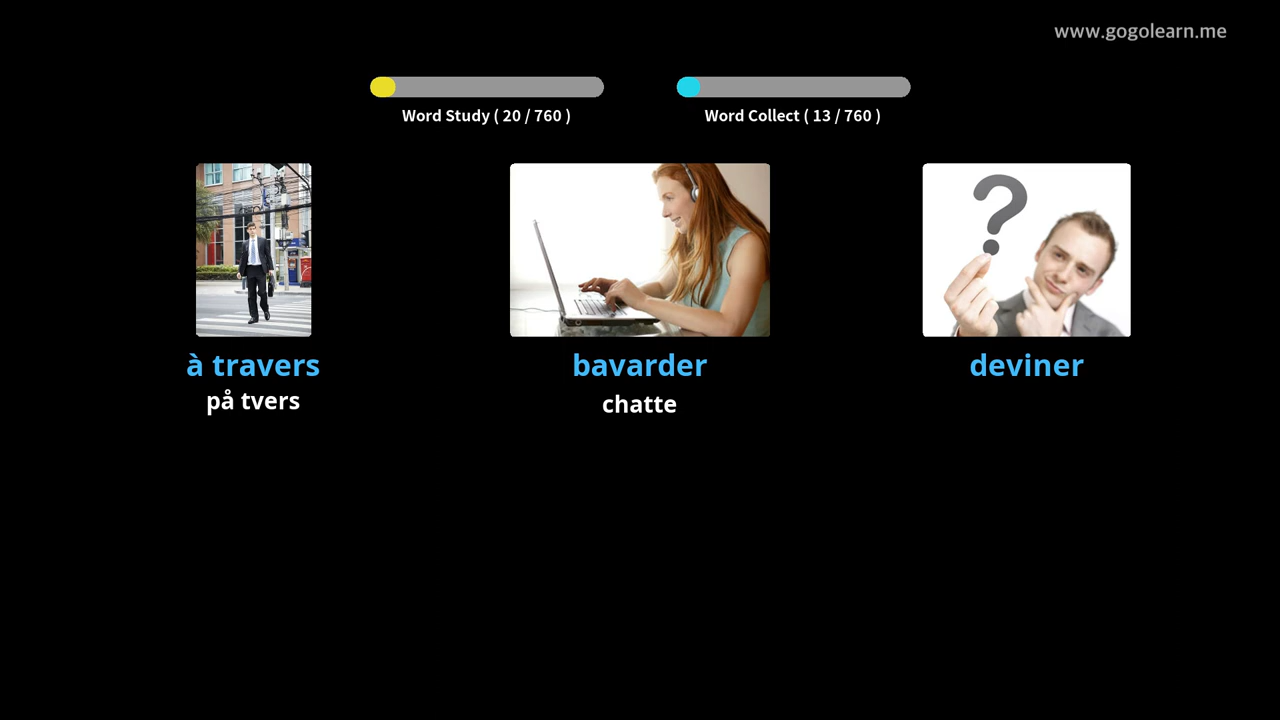 www.gogolearn.me
Word Study ( 20 / 760 )
Word Collect ( 13 / 760 )
à travers
på tvers
bavarder
chatte
deviner